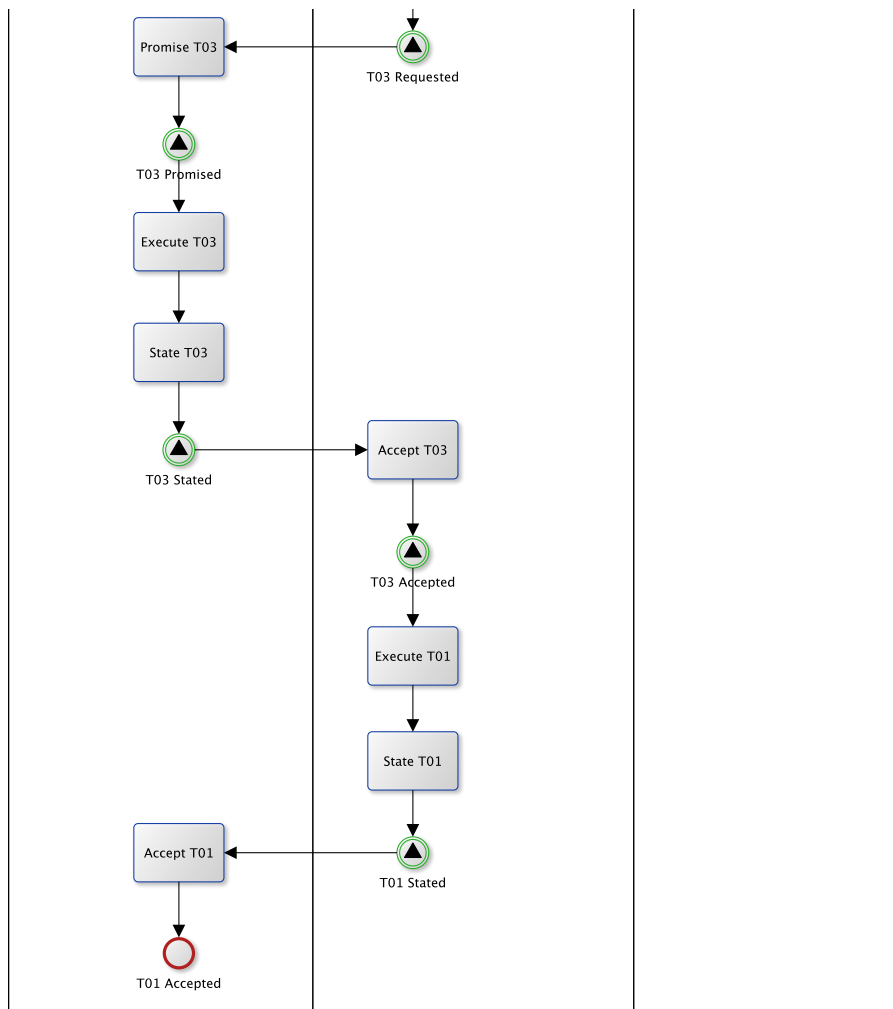 Promise T03
T03 Requested
T03 Promised
Execute T03
State T03
T03 Stated
Accept T03
T03 Accepted
Execute T01
State T01
T01 Stated
Accept T01
T01 Accepted